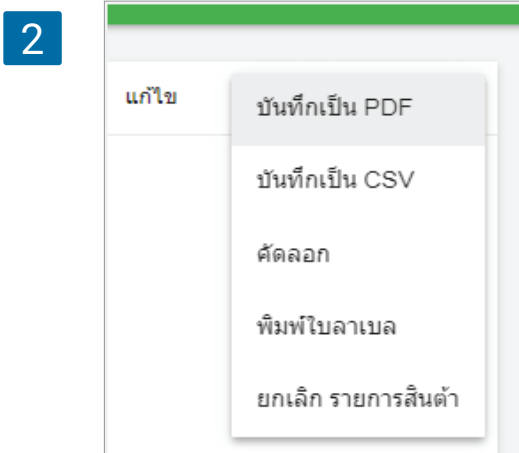 2
แก้ไข
บันทึกเป็น PDF
บันทึกเป็น CSV
คัดลอก
พิมพ์ใบลาเบล
ยกเลิก รายการสินค้า